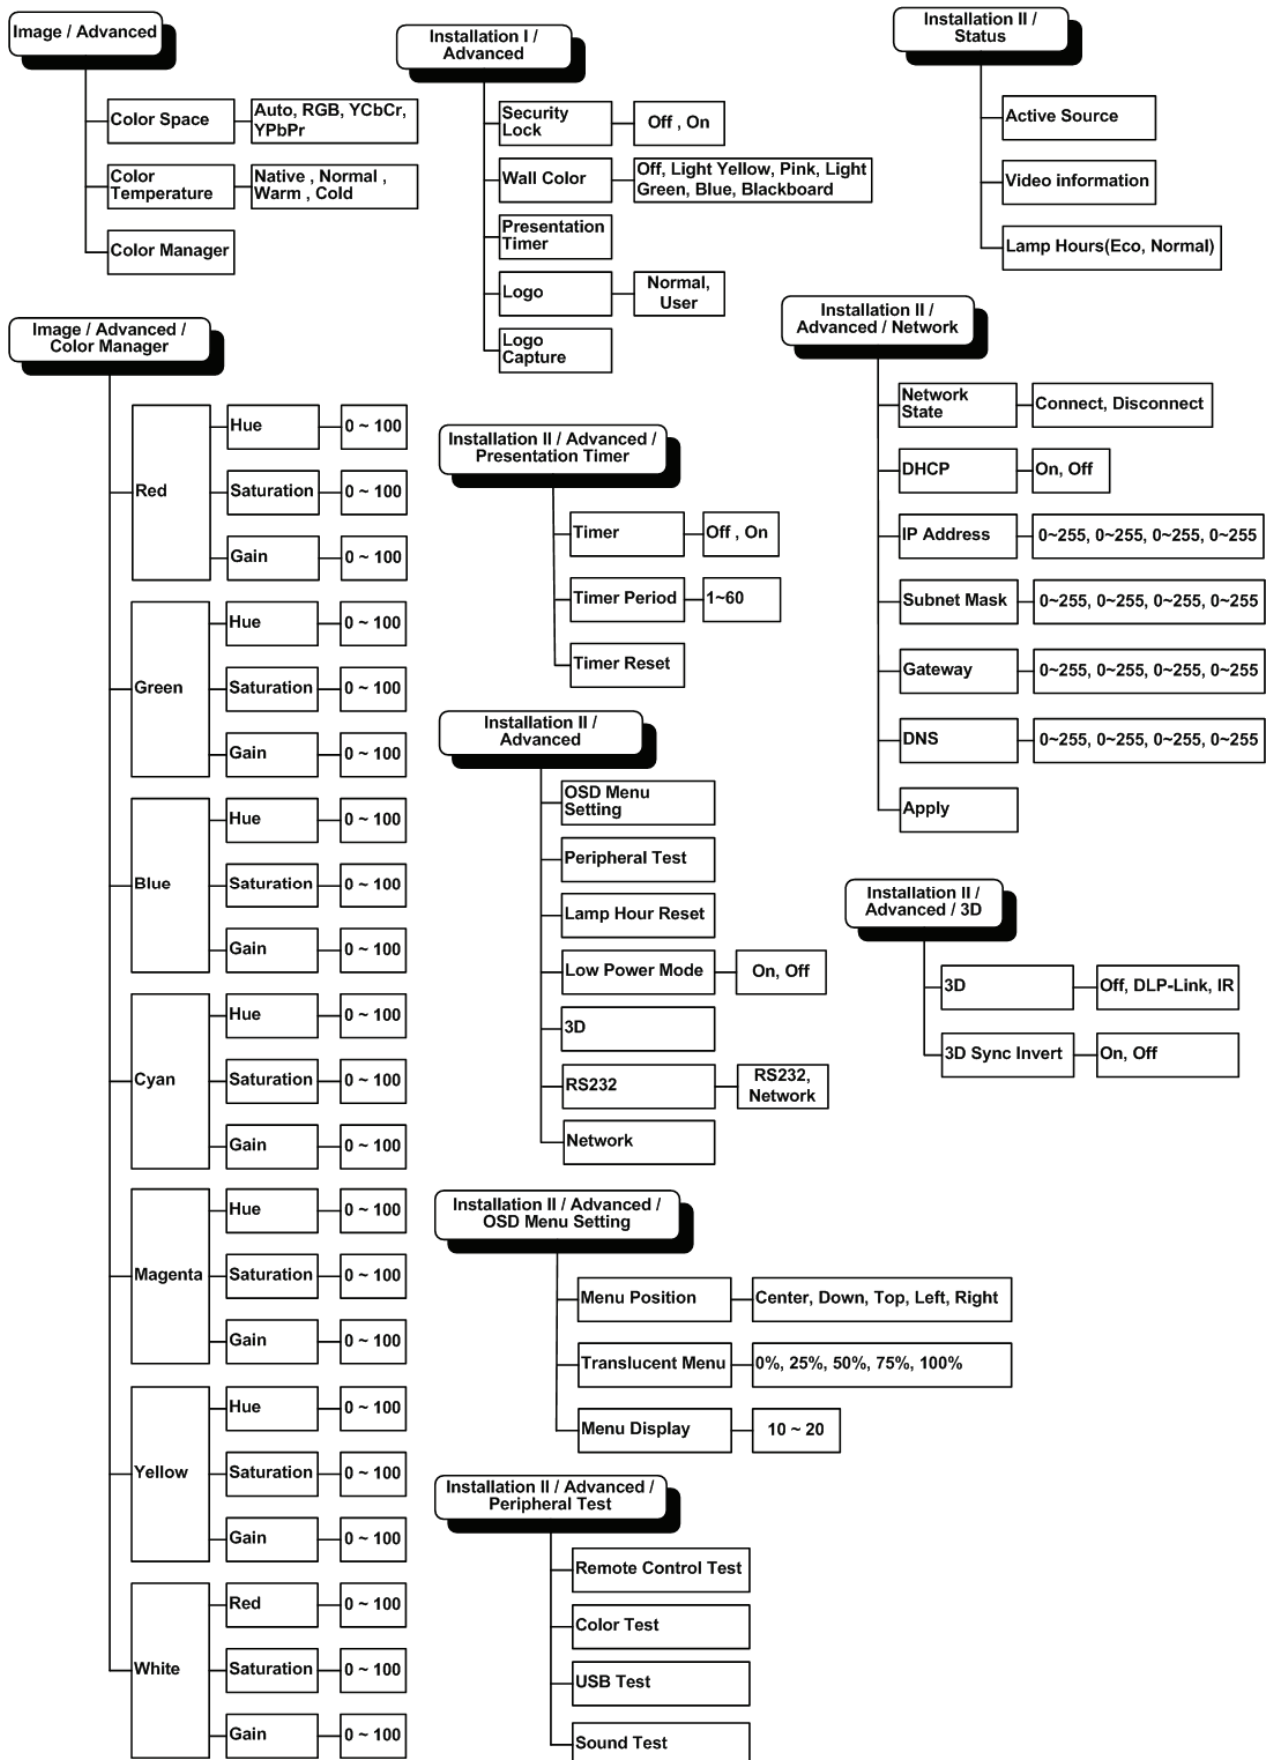 Image / Advanced
Color Space
Auto, RGB, YCbCr,
YPbPr
Color
Temperature
Native , Normal ,
Warm , Cold
Color Manager
Image / Advanced /
Color Manager
Red
Hue
0 ~ 100
Saturation
0 ~ 100
Gain
0 ~ 100
Green
Hue
0 ~ 100
Saturation
0 ~ 100
Gain
0 ~ 100
Blue
Hue
0 ~ 100
Saturation
0 ~ 100
Gain
0 ~ 100
Cyan
Hue
0 ~ 100
Saturation
0 ~ 100
Gain
0 ~ 100
Magenta
Hue
0 ~ 100
Saturation
0 ~ 100
Gain
0 ~ 100
Yellow
Hue
0 ~ 100
Saturation
0 ~ 100
Gain
0 ~ 100
White
Red
0 ~ 100
Saturation
0 ~ 100
Gain
0 ~ 100
Installation I /
Advanced
Security
Lock
Off , On
Wall Color
Off, Light Yellow, Pink, Light
Green, Blue, Blackboard
Presentation
Timer
Logo
Normal,
User
Logo
Capture
Installation II / Advanced /
Presentation Timer
Timer
Off , On
Timer Period
1~60
Timer Reset
Installation II /
Advanced
OSD Menu
Setting
Peripheral Test
Lamp Hour Reset
Low Power Mode
On, Off
3D
RS232
RS232,
Network
Network
Installation II / Advanced /
OSD Menu Setting
Menu Position
Center, Down, Top, Left, Right
Translucent Menu
0%, 25%, 50%, 75%, 100%
Menu Display
10 ~ 20
Installation II / Advanced /
Peripheral Test
Remote Control Test
Color Test
USB Test
Sound Test
Installation II /
Status
Active Source
Video information
Lamp Hours(Eco, Normal)
Installation II /
Advanced / Network
Network
State
Connect, Disconnect
DHCP
On, Off
IP Address
0~255, 0~255, 0~255, 0~255
Subnet Mask
0~255, 0~255, 0~255, 0~255
Gateway
0~255, 0~255, 0~255, 0~255
DNS
0~255, 0~255, 0~255, 0~255
Apply
Installation II /
Advanced / 3D
3D
Off, DLP-Link, IR
3D Sync Invert
On, Off